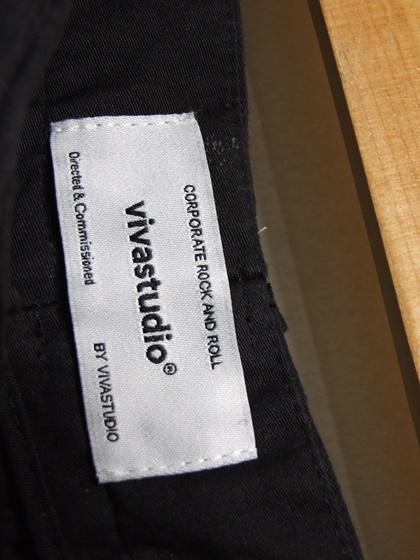 CORPORATE ROCK AND ROLL
vivastudio®
Directed & Commissioned
BY VIVASTUDIO